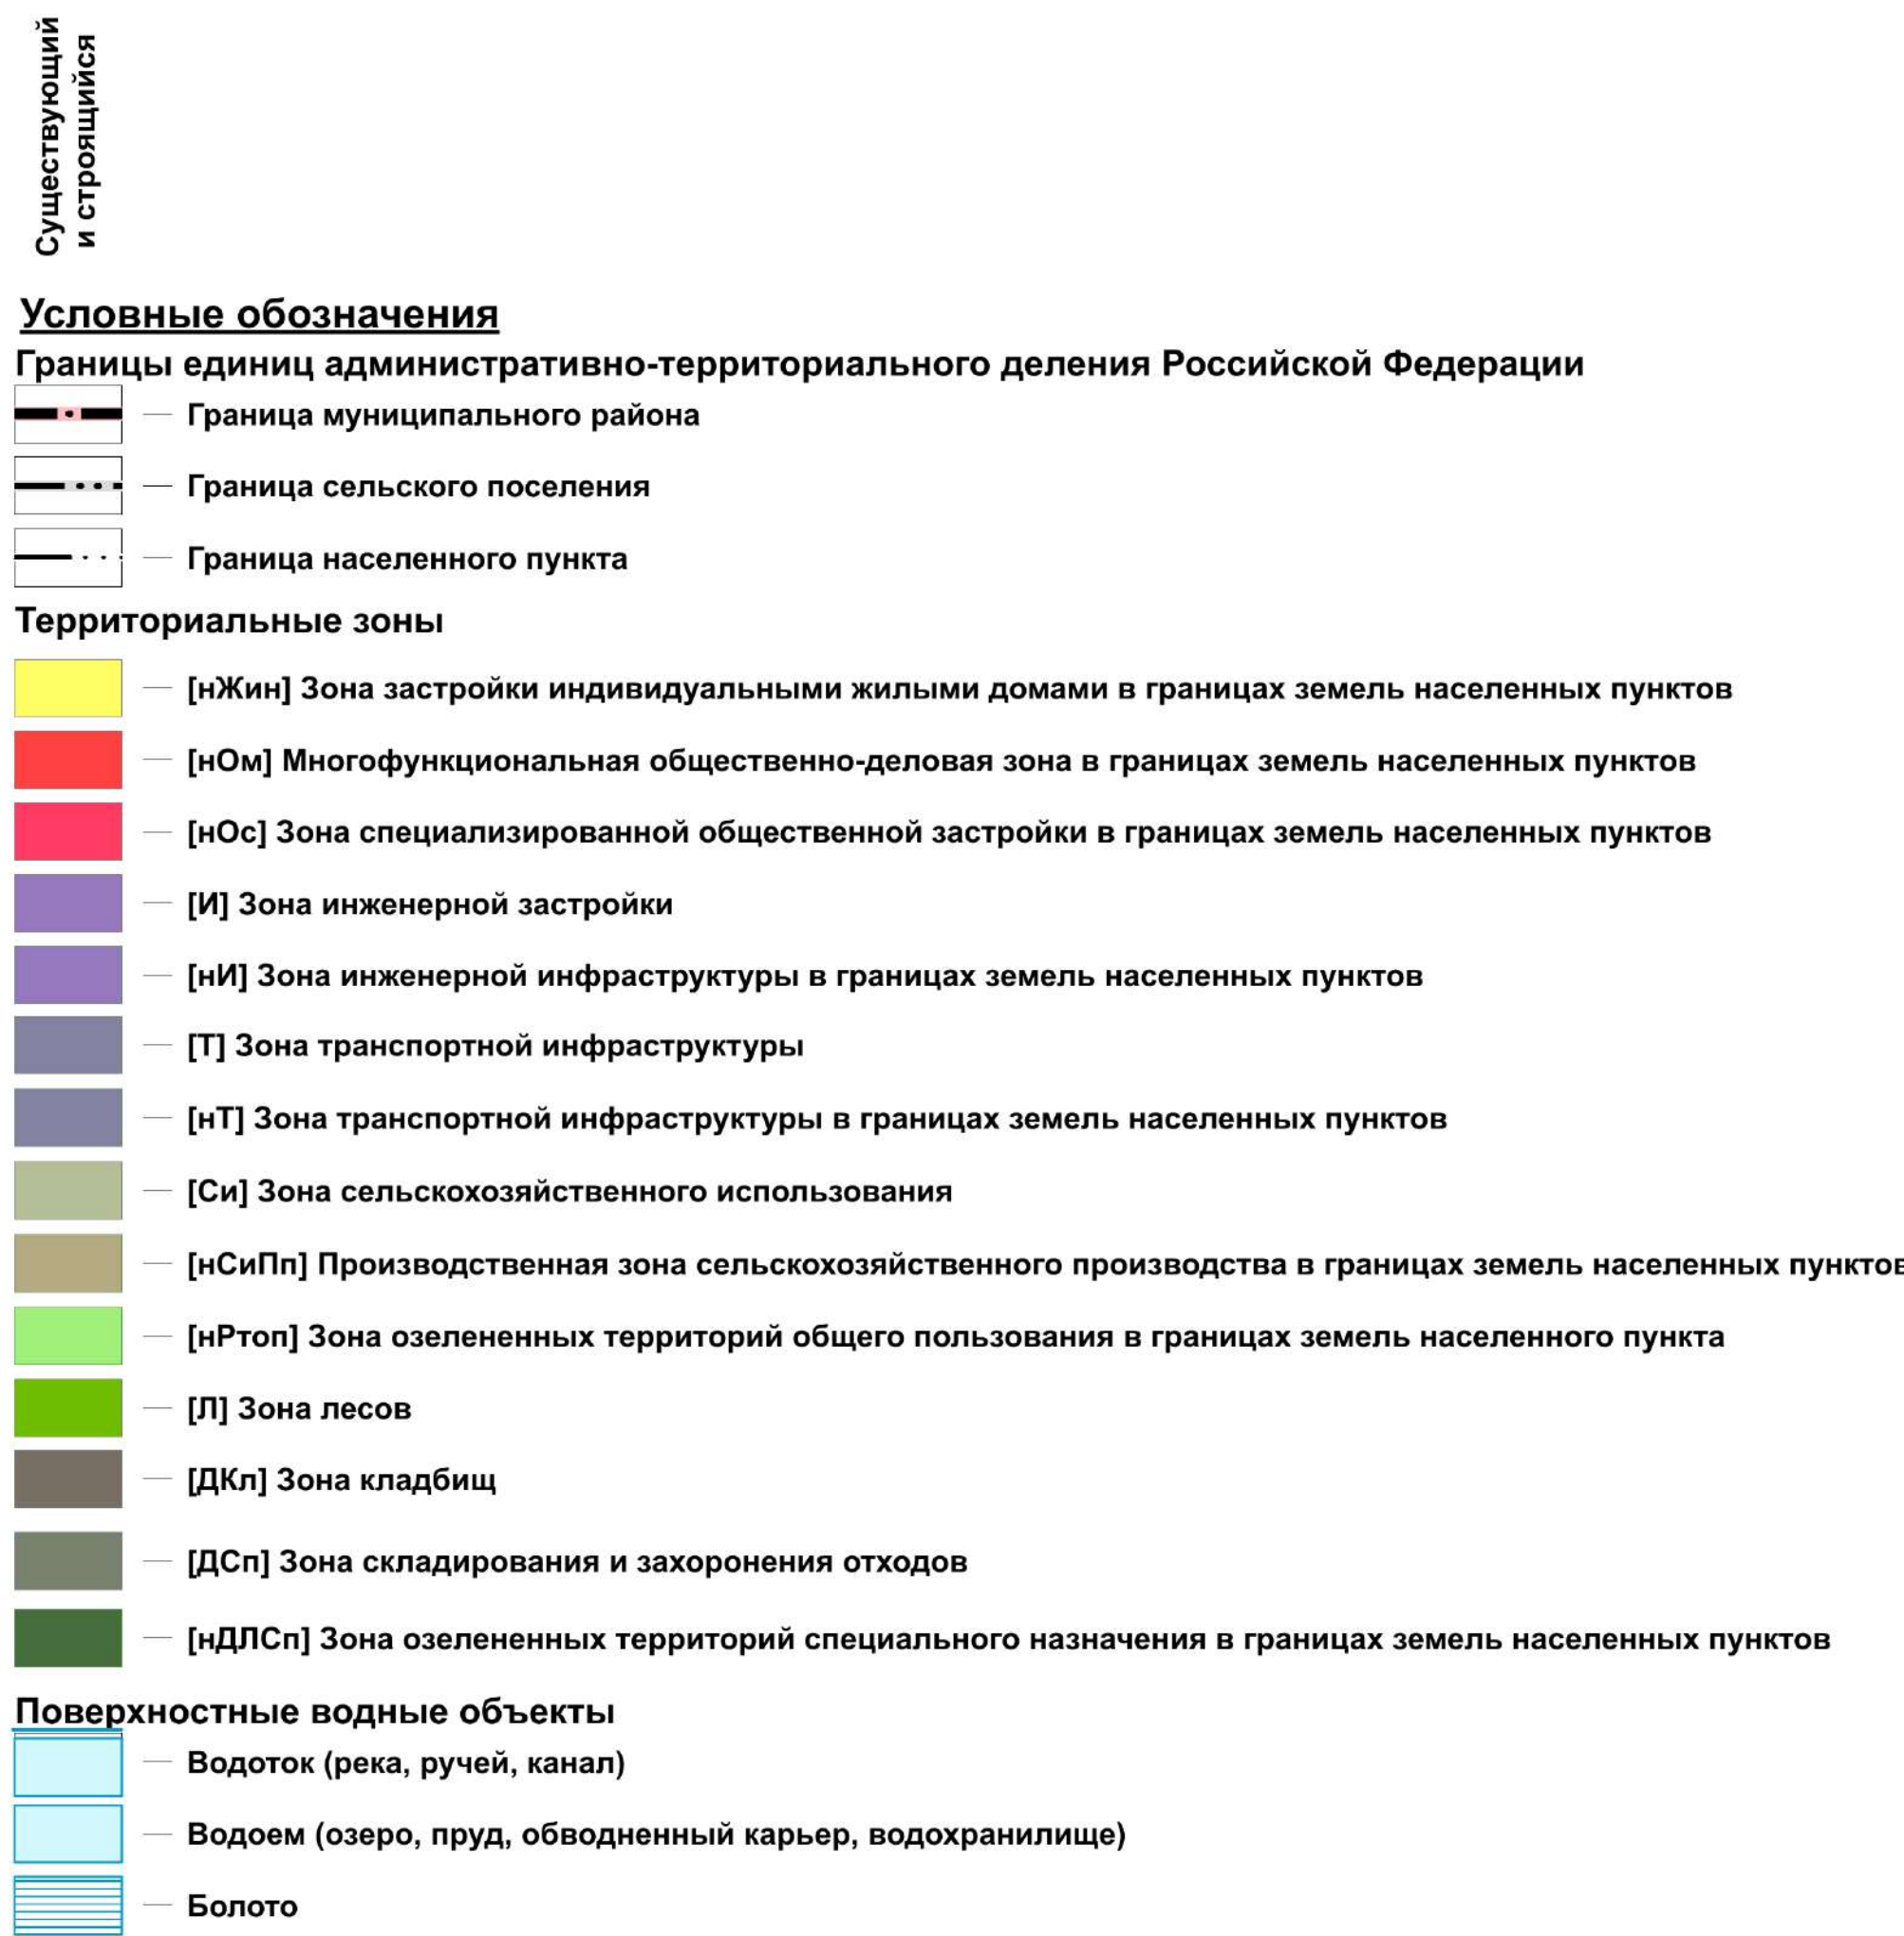 Существующий
и строящийся
Условные обозначения
Границы единиц административно-территориального деления Российской Федерации
Граница муниципального района
Граница сельского поселения
Граница населенного пункта
Территориальные зоны
[нЖин] Зона застройки индивидуальными жилыми домами в границах земель населенных пунктов
[нОм] Многофункциональная общественно-деловая зона в границах земель населенных пунктов
[нОс] Зона специализированной общественной застройки в границах земель населенных пунктов
[И] Зона инженерной застройки
[нИ] Зона инженерной инфраструктуры в границах земель населенных пунктов
[Т] Зона транспортной инфраструктуры
[нТ] Зона транспортной инфраструктуры в границах земель населенных пунктов
[Си] Зона сельскохозяйственного использования
[нСиПп] Производственная зона сельскохозяйственного производства в границах земель населенных пунктов
[нРтоп] Зона озелененных территорий общего пользования в границах земель населенного пункта
[Л] Зона лесов
[ДКл] Зона кладбищ
[ДСп] Зона складирования и захоронения отходов
[нДЛСп] Зона озелененных территорий специального назначения в границах земель населенных пунктов
Поверхностные водные объекты
Водоток (река, ручей, канал)
Водоем (озеро, пруд, обводненный карьер, водохранилище)
Болото